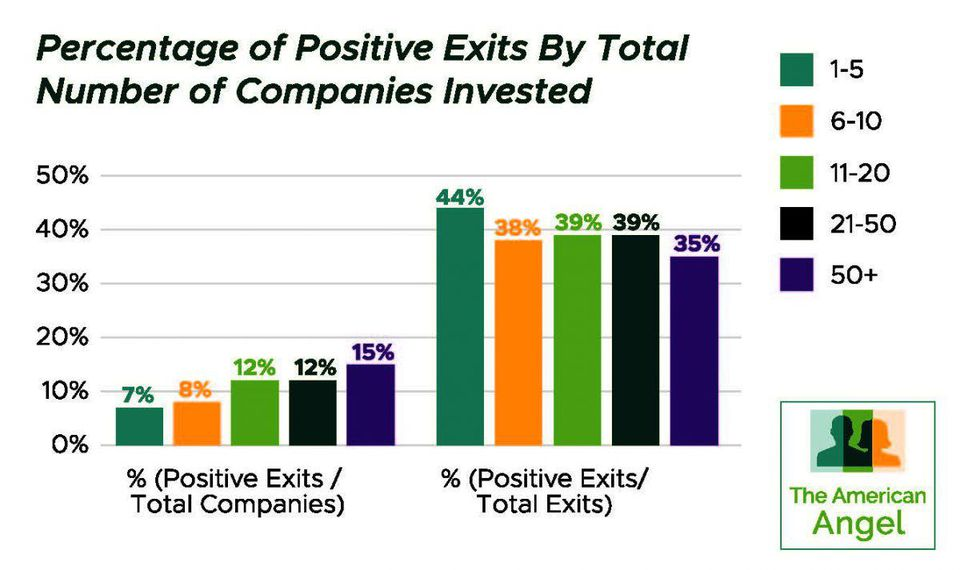 Percentage of Positive Exits By Total
Number of Companies Invested
1-5
6-10
11-20
21-50
50+
50%
40%
30%
20%
10%
0%
7%
8%
12%
12%
15%
44%
38%
39%
39%
35%
% (Positive Exits /
Total Companies)
% (Positive Exits/
Total Exits)
The American
Angel